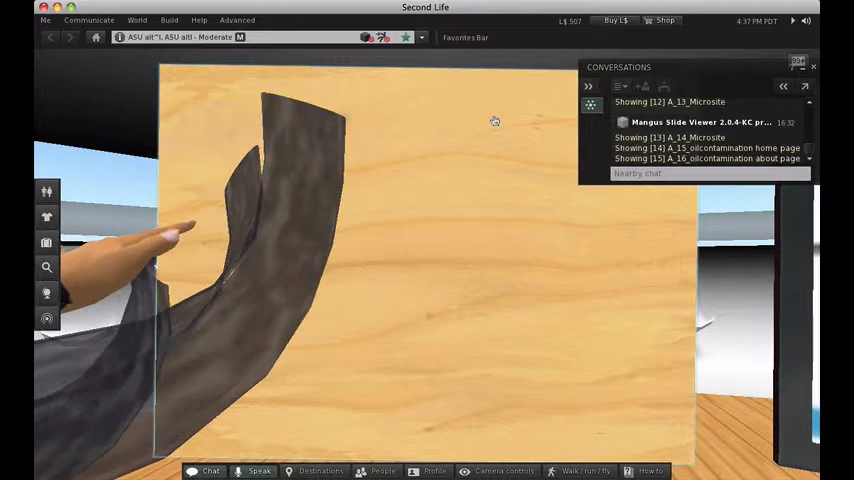 Second Life
Me Communicate World Build Help Advanced
L$ 507 Buy L$ Shop 4:37 PM PDT
ASU alt^I, ASU altI - Moderate M
Favorites Bar
CONVERSATIONS
Showing [12] A_13_Microsite
Mangus Slide Viewer 2.0.4-KC pr... 16:32
Showing [13] A_14_Microsite
Showing [14] A_15_oilcontamination home page
Showing [15] A_16_oilcontamination about page
Nearby chat
Chat Speak Destinations People Profile Camera controls Walk / run / fly How to